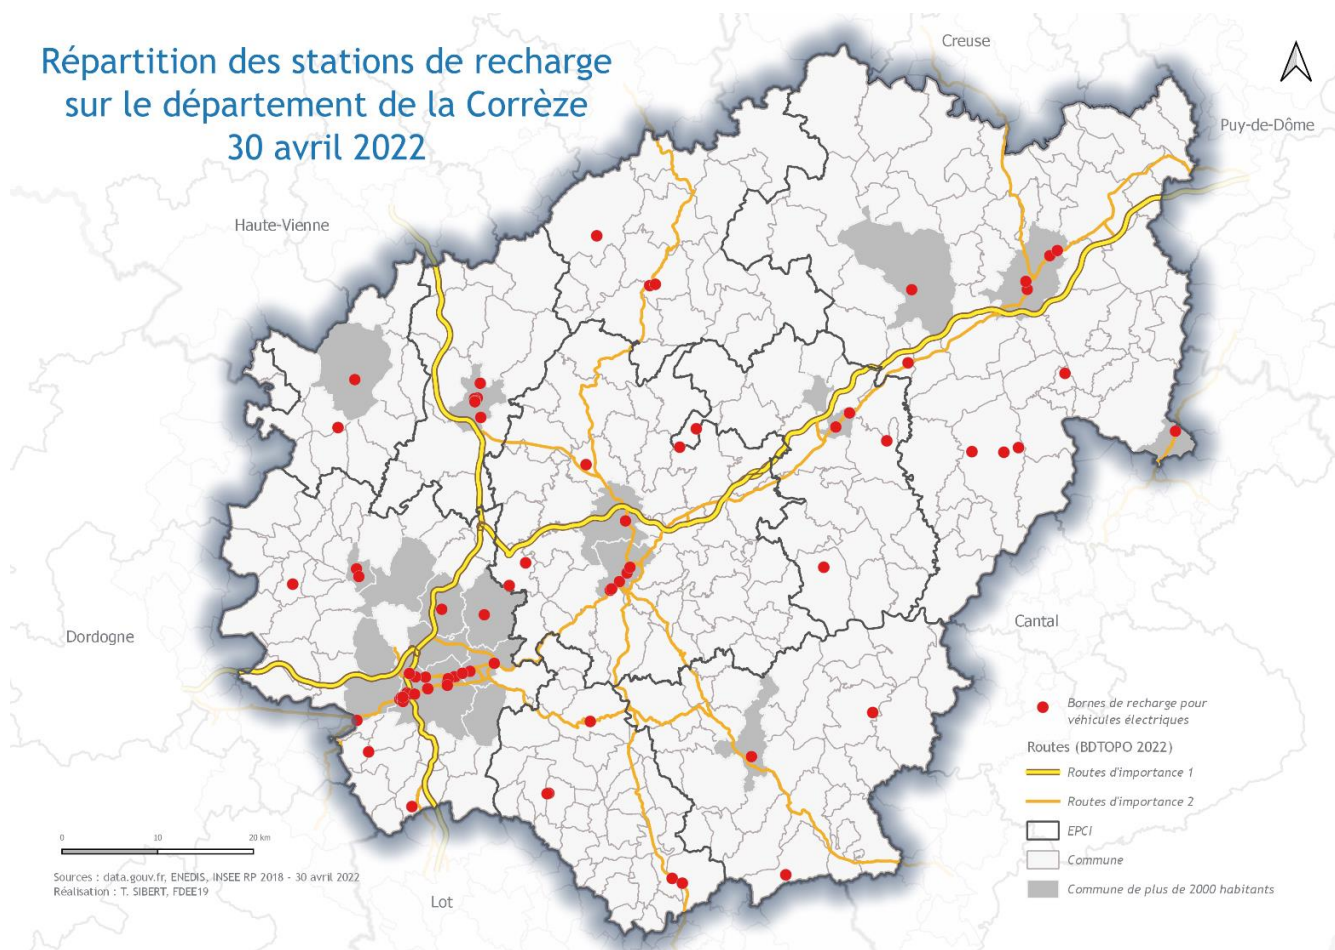 Répartition des stations de recharge
sur le département de la Corrèze
30 avril 2022
Creuse
Puy-de-Dôme
Haute-Vienne
Dordogne
Cantal
Lot
Bornes de recharge pour
véhicules électriques
Routes (BDTOPO 2022)
Routes d'importance 1
Routes d'importance 2
EPCI
Commune
Commune de plus de 2000 habitants
0 10 20 km
Sources : data.gouv.fr, ENEDIS, INSEE RP 2018 - 30 avril 2022
Réalisation : T. SIBERT, FDEE19